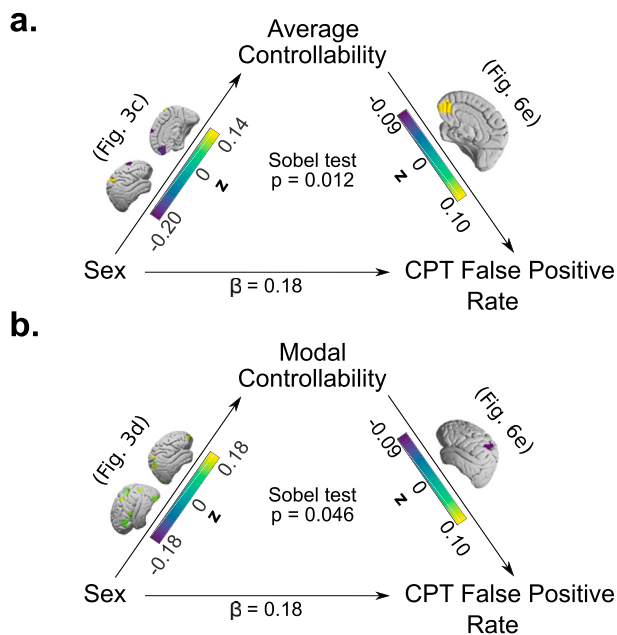 a.
Average
Controllability
(Fig. 3c)
(Fig. 6e)
-0.20
0
0.14
z
Sobel test
p = 0.012
-0.09
0
0.10
z
Sex
β = 0.18
CPT False Positive
Rate
b.
Modal
Controllability
(Fig. 3d)
(Fig. 6e)
-0.18
0
0.18
z
Sobel test
p = 0.046
-0.09
0
0.10
z
Sex
β = 0.18
CPT False Positive
Rate